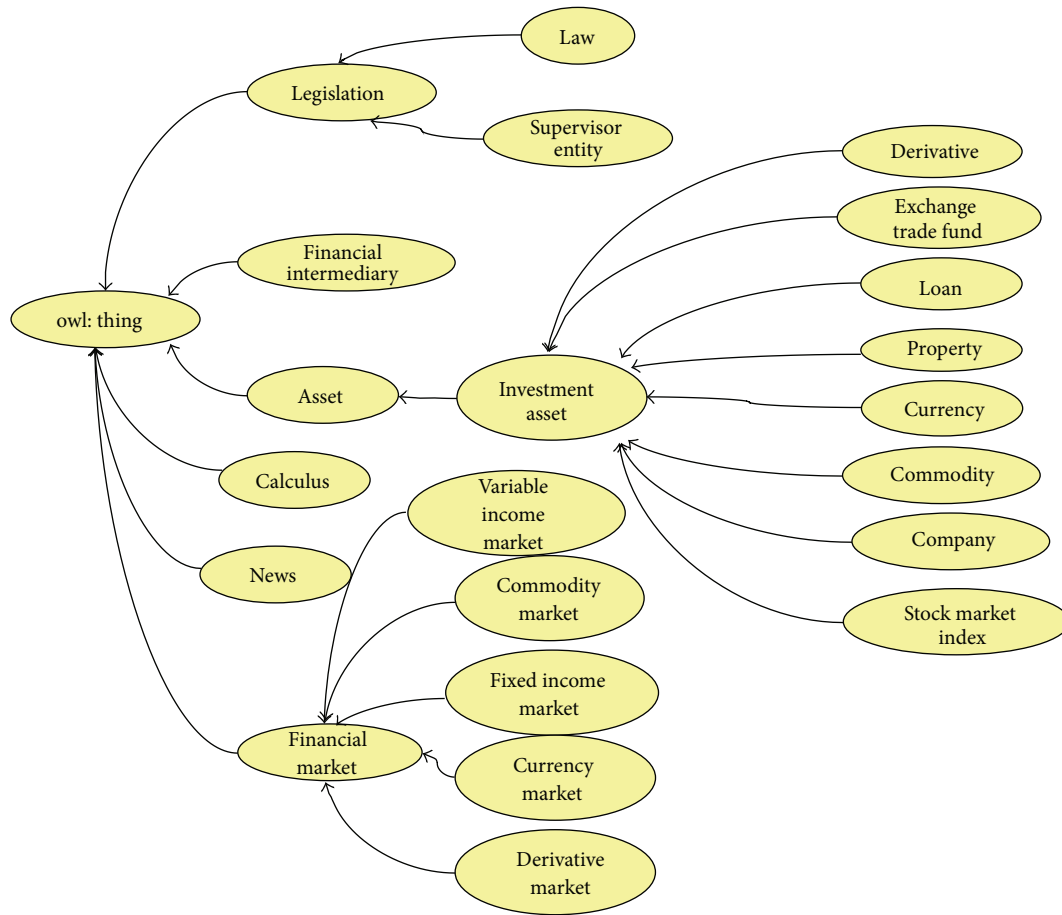 Law
Legislation
Supervisor
entity
Derivative
Exchange
trade fund
Financial
intermediary
Loan
owl: thing
Property
Asset
Investment
asset
Currency
Calculus
Commodity
Variable
income
market
Company
News
Commodity
market
Stock market
index
Fixed income
market
Financial
market
Currency
market
Derivative
market